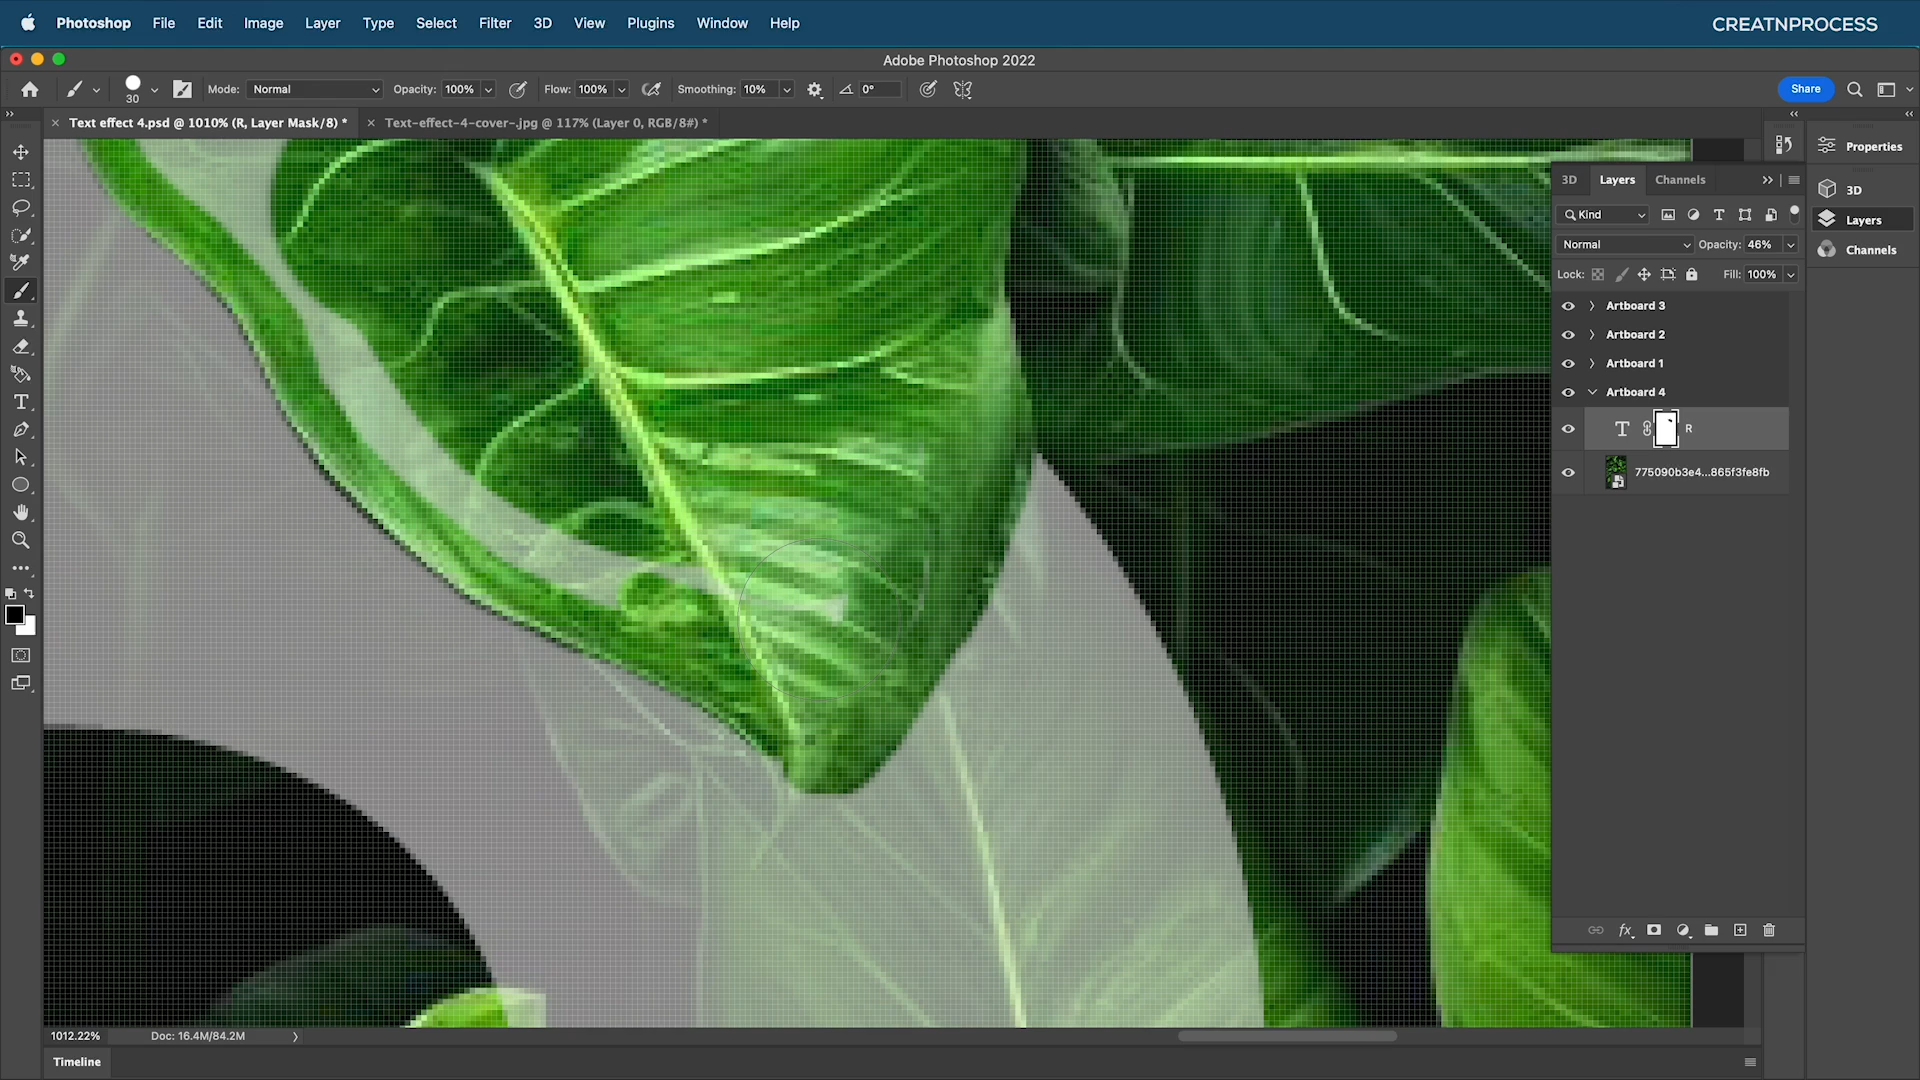 Photoshop File Edit Image Layer Type Select Filter 3D View Plugins Window Help CREATNPROCESS
Adobe Photoshop 2022
30 Mode: Normal Opacity: 100% Flow: 100% Smoothing: 10% 0° Share
Text effect 4.psd @ 1010% (R, Layer Mask/8) * Text-effect-4-cover-.jpg @ 117% (Layer 0, RGB/8#) *
Properties
3D Layers Channels
3D
Kind
Layers
Normal Opacity: 46%
Channels
Lock: Fill: 100%
Artboard 3
Artboard 2
Artboard 1
Artboard 4
T R
775090b3e4...865f3fe8fb
fx
1012.22% Doc: 16.4M/84.2M
Timeline